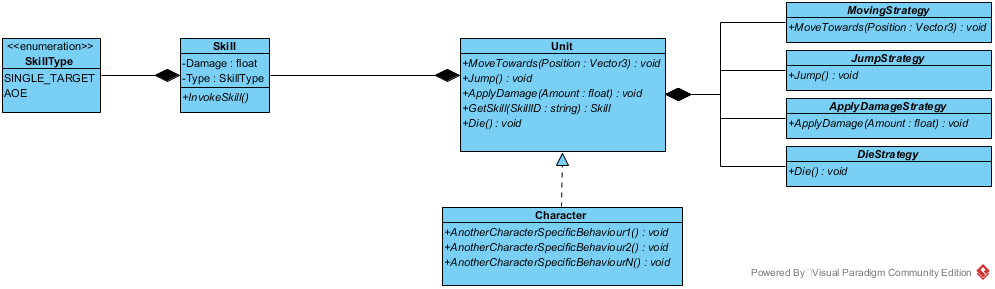 <<enumeration>>
SkillType
SINGLE_TARGET
AOE
Skill
-Damage : float
-Type : SkillType
+InvokeSkill()
Unit
+MoveTowards(Position : Vector3) : void
+Jump() : void
+ApplyDamage(Amount : float) : void
+GetSkill(SkillID : string) : Skill
+Die() : void
MovingStrategy
+MoveTowards(Position : Vector3) : void
JumpStrategy
+Jump() : void
ApplyDamageStrategy
+ApplyDamage(Amount : float) : void
DieStrategy
+Die() : void
Character
+AnotherCharacterSpecificBehaviour1() : void
+AnotherCharacterSpecificBehaviour2() : void
+AnotherCharacterSpecificBehaviourN() : void
Powered By Visual Paradigm Community Edition